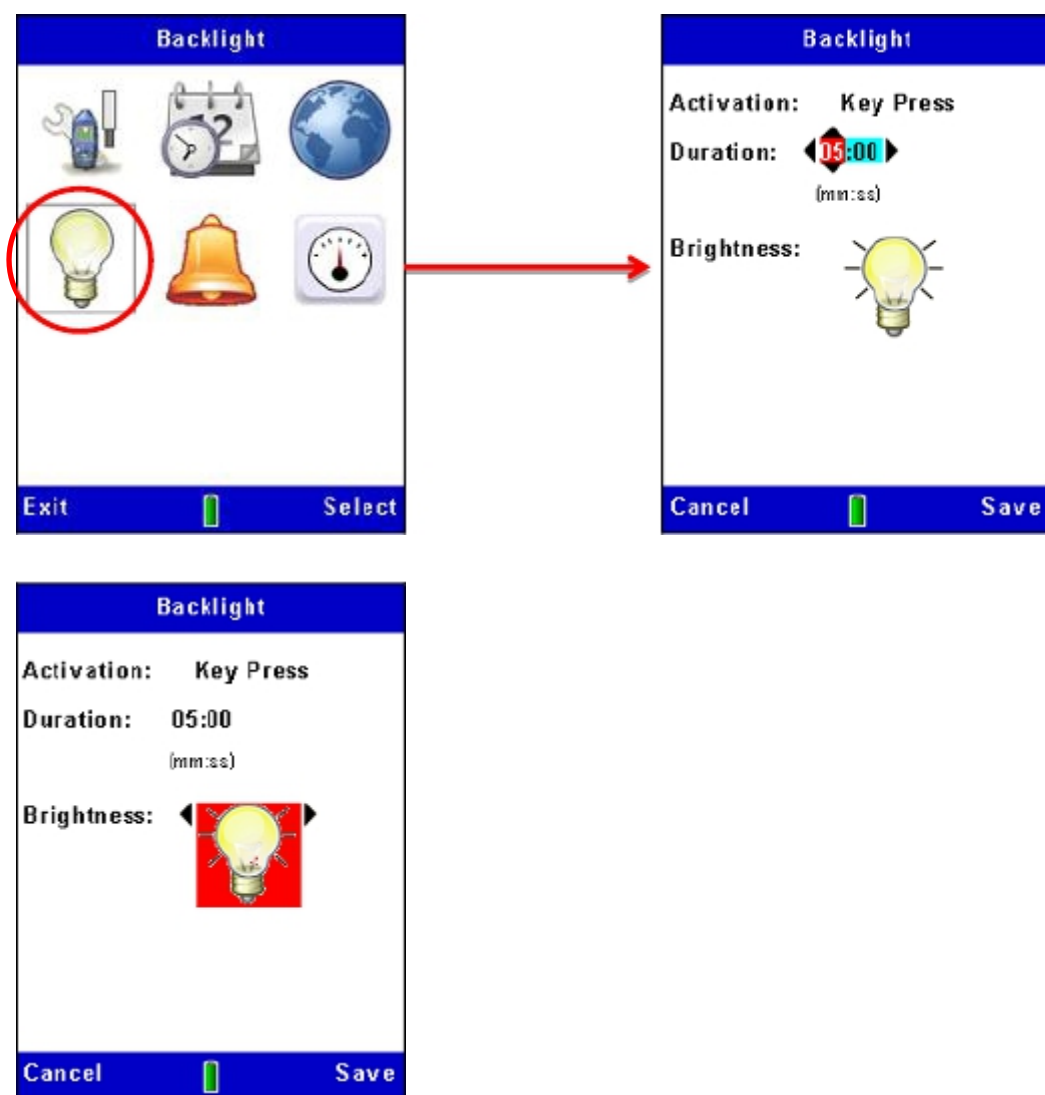 Backlight
12
Exit Select
Backlight
Activation: Key Press
Duration: 05:00
(mm:ss)
Brightness:
Cancel Save
Backlight
Activation: Key Press
Duration: 05:00
(mm:ss)
Brightness:
Cancel Save